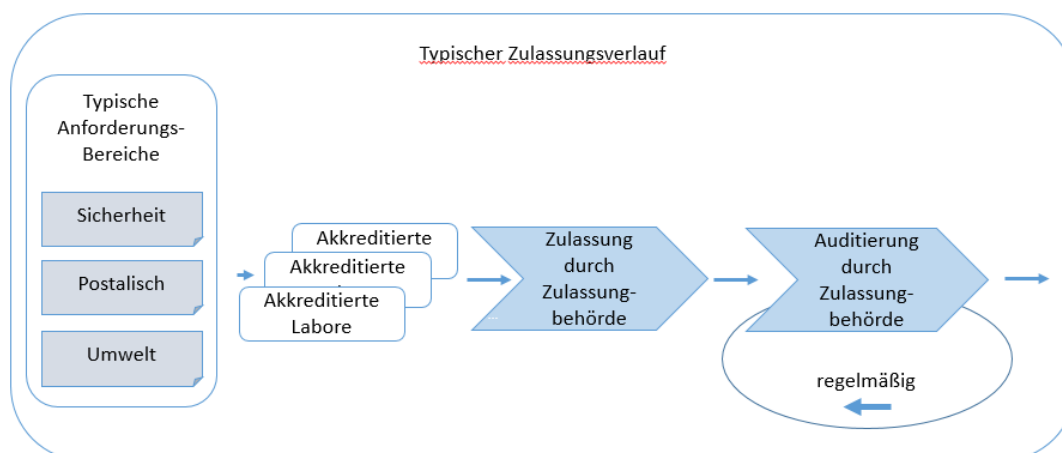 Typischer Zulassungsverlauf
Typische
Anforderungs-
Bereiche
Sicherheit
Postalisch
Umwelt
Akkreditierte
Akkreditierte
Akkreditierte
Labore
Zulassung
durch
Zulassung-
behörde
...
Auditierung
durch
Zulassung-
behörde
regelmäßig